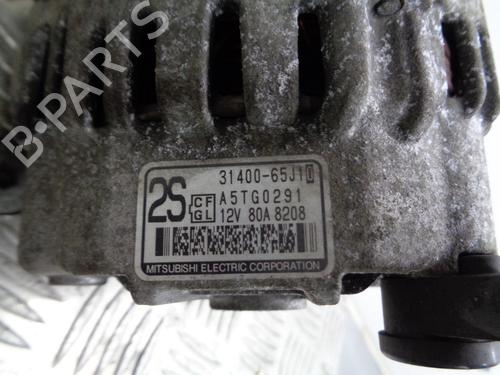 B-PARTS
2S
CF
GL
31400-65J10
A5TG0291
12V 80A 8208
MITSUBISHI ELECTRIC CORPORATION